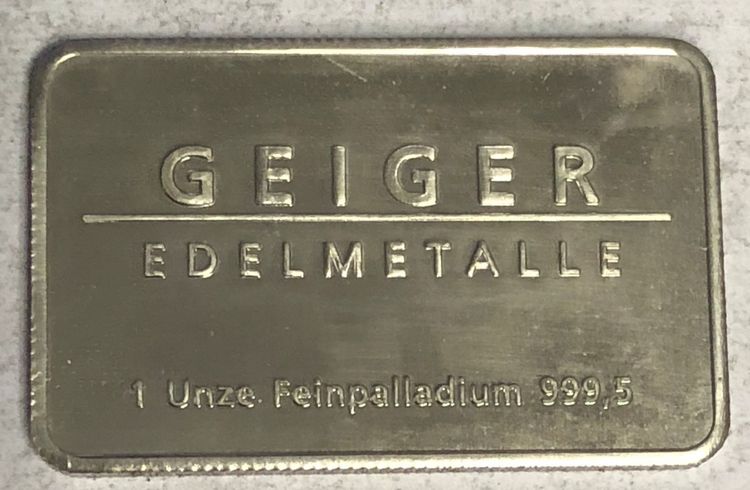 GEIGER
EDELMETALLE
1 Unze Feinpalladium 999,5